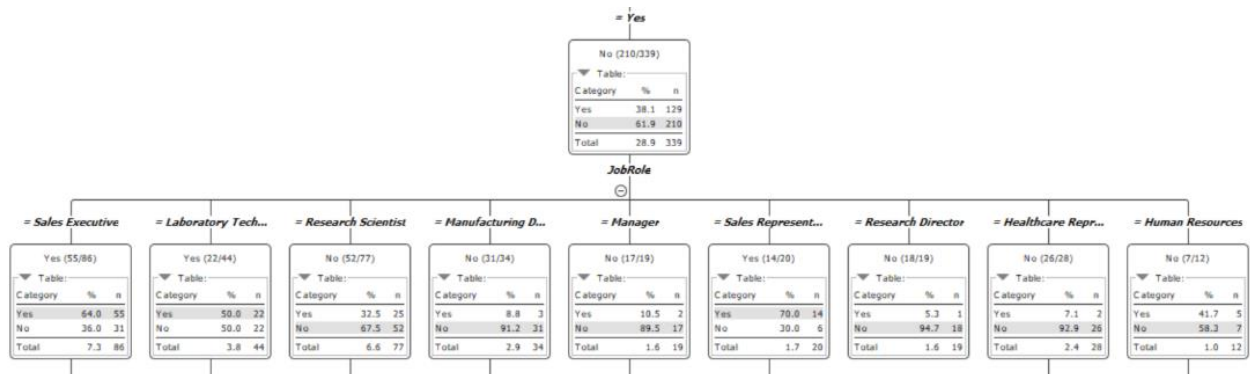 = Yes
No (210/339)
Table:
Category % n
Yes 38.1 129
No 61.9 210
Total 28.9 339
JobRole
= Sales Executive
Yes (55/86)
Table:
Category % n
Yes 64.0 55
No 36.0 31
Total 7.3 86
= Laboratory Tech...
Yes (22/44)
Table:
Category % n
Yes 50.0 22
No 50.0 22
Total 3.8 44
= Research Scientist
No (52/77)
Table:
Category % n
Yes 32.5 25
No 67.5 52
Total 6.6 77
= Manufacturing D...
No (31/34)
Table:
Category % n
Yes 8.8 3
No 91.2 31
Total 2.9 34
= Manager
No (17/19)
Table:
Category % n
Yes 10.5 2
No 89.5 17
Total 1.6 19
= Sales Represent...
Yes (14/20)
Table:
Category % n
Yes 70.0 14
No 30.0 6
Total 1.7 20
= Research Director
No (18/19)
Table:
Category % n
Yes 5.3 1
No 94.7 18
Total 1.6 19
= Healthcare Repr...
No (26/28)
Table:
Category % n
Yes 7.1 2
No 92.9 26
Total 2.4 28
= Human Resources
No (7/12)
Table:
Category % n
Yes 41.7 5
No 58.3 7
Total 1.0 12